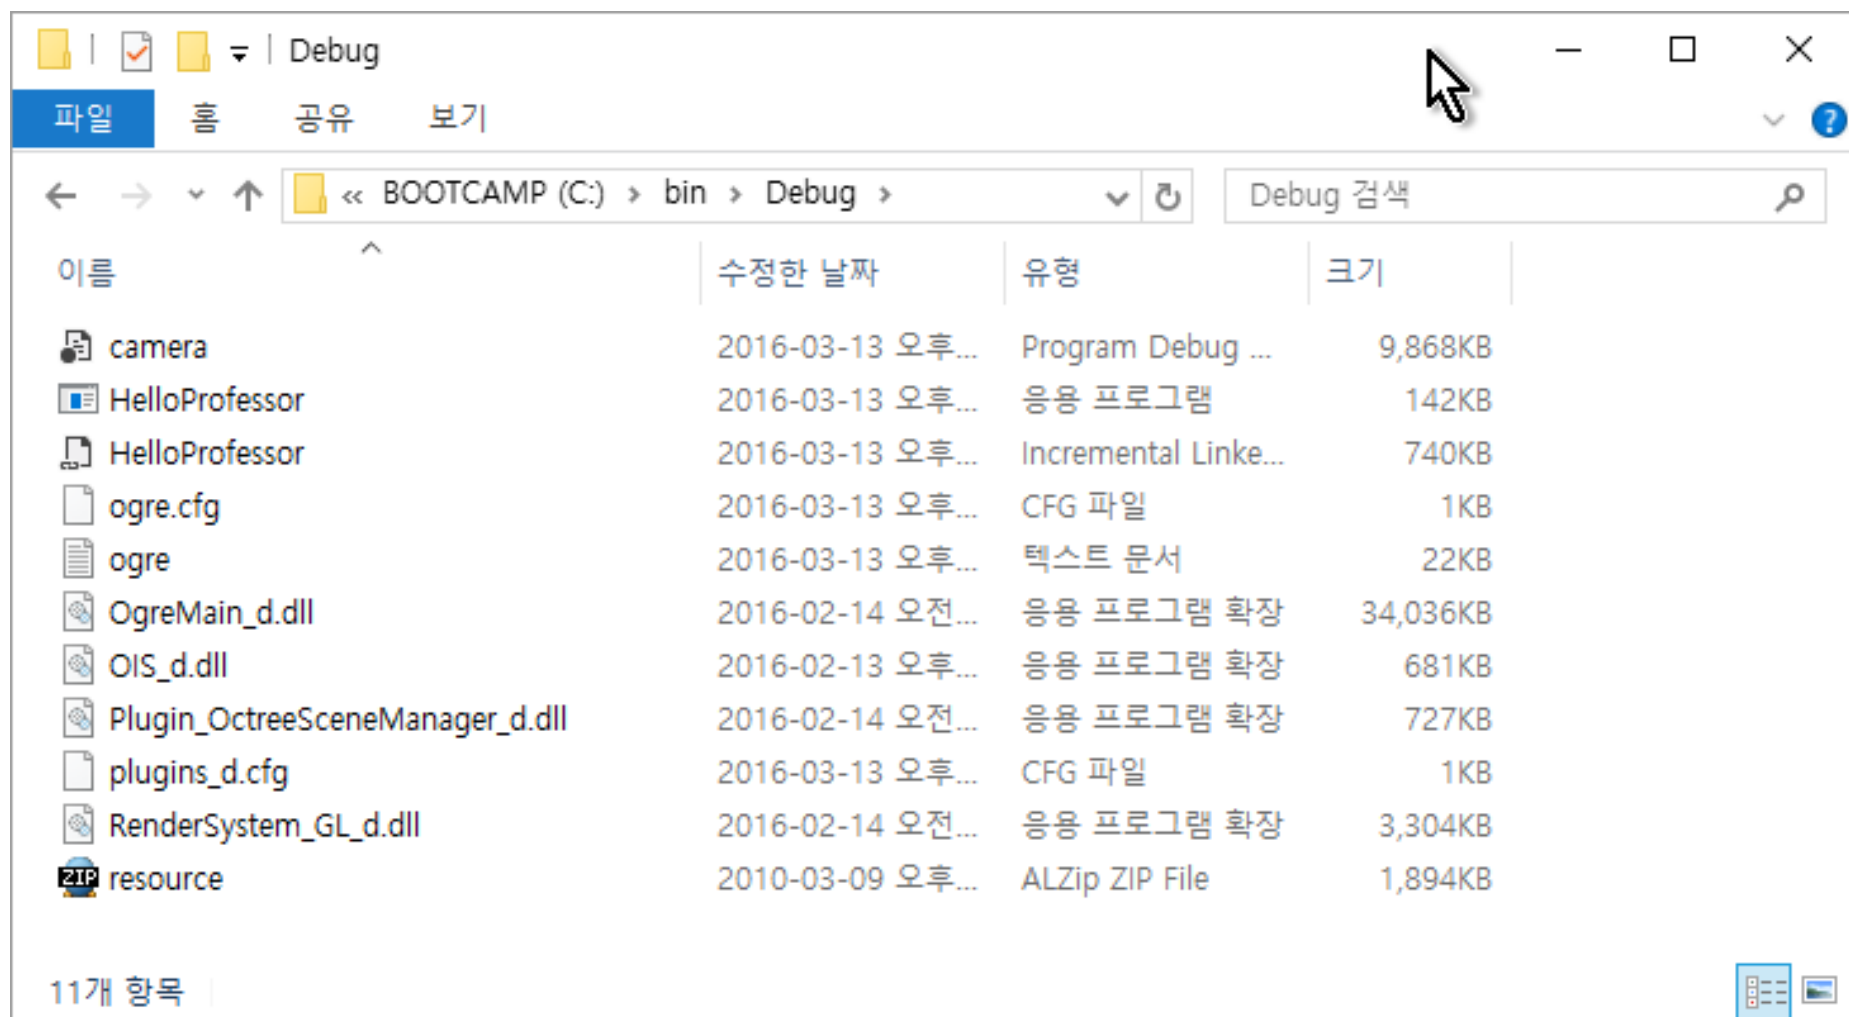 Debug
파일 홈 공유 보기
« BOOTCAMP (C:) › bin › Debug › Debug 검색
이름 수정한 날짜 유형 크기
camera 2016-03-13 오후... Program Debug ... 9,868KB
HelloProfessor 2016-03-13 오후... 응용 프로그램 142KB
HelloProfessor 2016-03-13 오후... Incremental Linke... 740KB
ogre.cfg 2016-03-13 오후... CFG 파일 1KB
ogre 2016-03-13 오후... 텍스트 문서 22KB
OgreMain_d.dll 2016-02-14 오전... 응용 프로그램 확장 34,036KB
OIS_d.dll 2016-02-13 오후... 응용 프로그램 확장 681KB
Plugin_OctreeSceneManager_d.dll 2016-02-14 오전... 응용 프로그램 확장 727KB
plugins_d.cfg 2016-03-13 오후... CFG 파일 1KB
RenderSystem_GL_d.dll 2016-02-14 오전... 응용 프로그램 확장 3,304KB
ZIP resource 2010-03-09 오후... ALZip ZIP File 1,894KB
11개 항목